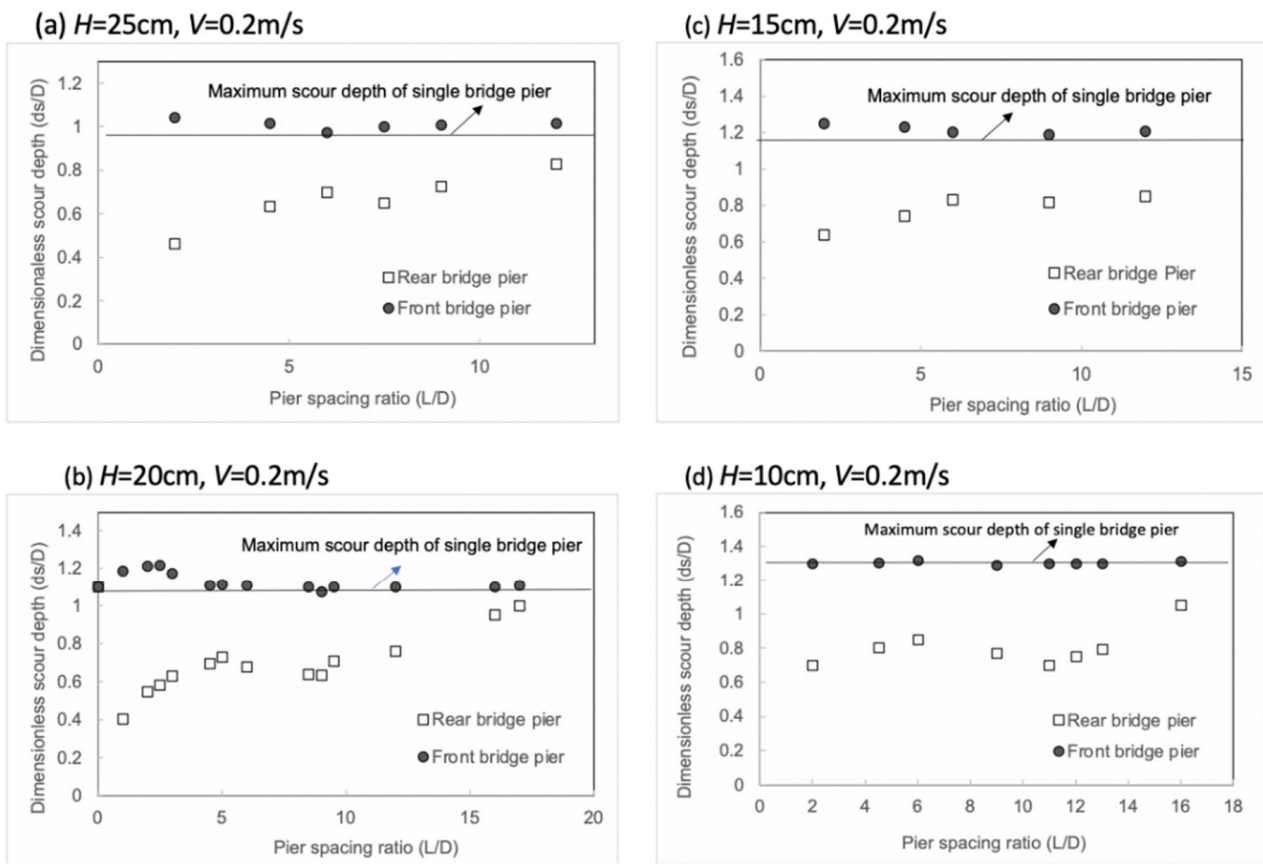 (a) H=25cm, V=0.2m/s
Dimensionaless scour depth (ds/D)
1.2
1
0.8
0.6
0.4
0.2
0
Maximum scour depth of single bridge pier
Rear bridge pier
Front bridge pier
0 5 10
Pier spacing ratio (L/D)
(c) H=15cm, V=0.2m/s
Dimensionless scour depth (ds/D)
1.6
1.4
1.2
1
0.8
0.6
0.4
0.2
0
Maximum scour depth of single bridge pier
Rear bridge Pier
Front bridge pier
0 5 10 15
Pier spacing ratio (L/D)
(b) H=20cm, V=0.2m/s
Dimensionless scour depth (ds/D)
1.4
1.2
1
0.8
0.6
0.4
0.2
0
Maximum scour depth of single bridge pier
Rear bridge pier
Front bridge pier
0 5 10 15 20
Pier spacing ratio (L/D)
(d) H=10cm, V=0.2m/s
Dimensionless scour depth (ds/D)
1.6
1.4
1.2
1
0.8
0.6
0.4
0.2
0
Maximum scour depth of single bridge pier
Rear bridge pier
Front bridge pier
0 2 4 6 8 10 12 14 16 18
Pier spacing ratio (L/D)